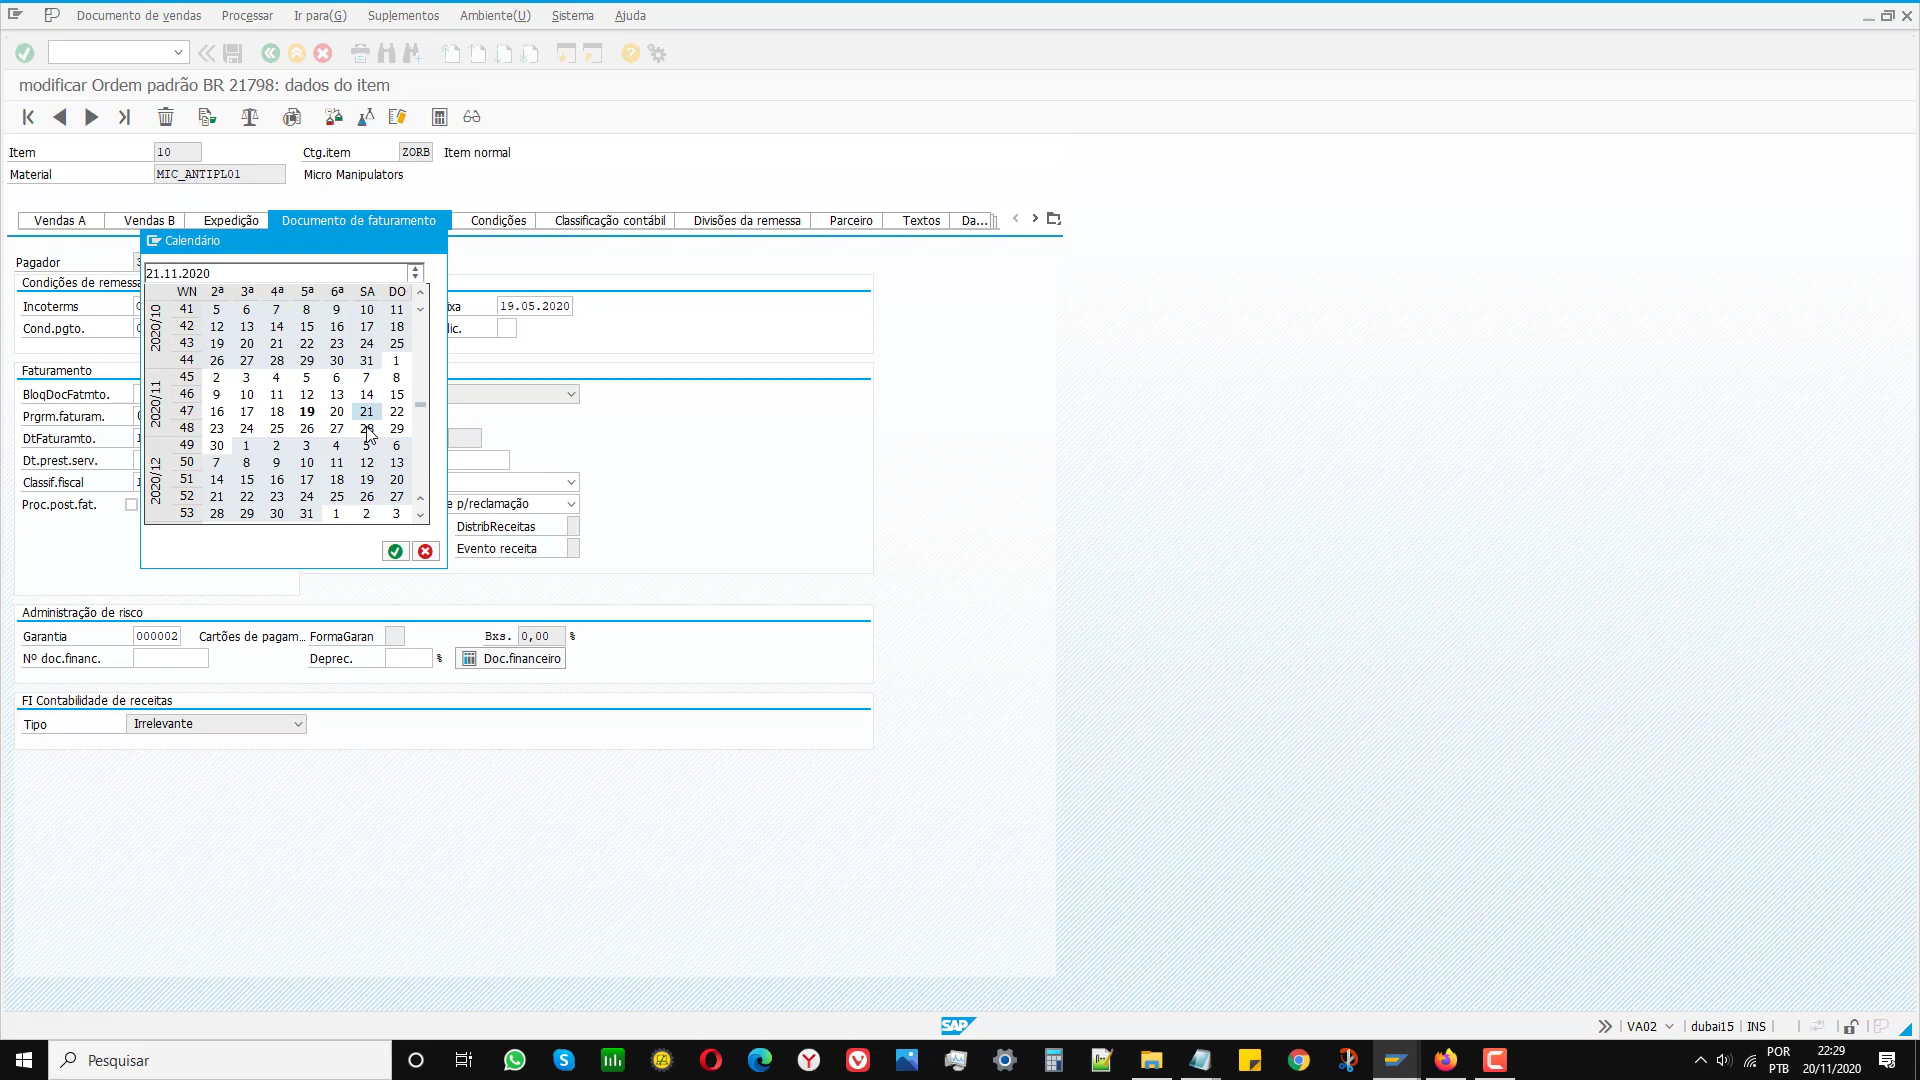 Documento de vendas Processar Ir para(G) Suplementos Ambiente(U) Sistema Ajuda
modificar Ordem padrão BR 21798: dados do item
Item 10 Ctg.item ZORB Item normal
Material MIC_ANTIPL01 Micro Manipulators
Vendas A Vendas B Expedição Documento de faturamento Condições Classificação contábil Divisões da remessa Parceiro Textos Da...
Calendário
Pagador
21.11.2020
Condições de remessa
WN 2ª 3ª 4ª 5ª 6ª SA DO
Incoterms ixa 19.05.2020
Cond.pgto. lic.
2020/10
41 5 6 7 8 9 10 11
42 12 13 14 15 16 17 18
43 19 20 21 22 23 24 25
44 26 27 28 29 30 31 1
2020/11
45 2 3 4 5 6 7 8
46 9 10 11 12 13 14 15
47 16 17 18 19 20 21 22
48 23 24 25 26 27 28 29
49 30 1 2 3 4 5 6
2020/12
50 7 8 9 10 11 12 13
51 14 15 16 17 18 19 20
52 21 22 23 24 25 26 27
53 28 29 30 31 1 2 3
Faturamento
BloqDocFatmto.
Prgrm.faturam.
DtFaturamto.
Dt.prest.serv.
Classif.fiscal
Proc.post.fat. e p/reclamação
DistribReceitas
Evento receita
Administração de risco
Garantia 000002 Cartões de pagam... FormaGaran Bxs. 0,00 %
Nº doc.financ. Deprec. % Doc.financeiro
FI Contabilidade de receitas
Tipo Irrelevante
SAP VA02 dubai15 INS
Pesquisar
POR
PTB
22:29
20/11/2020